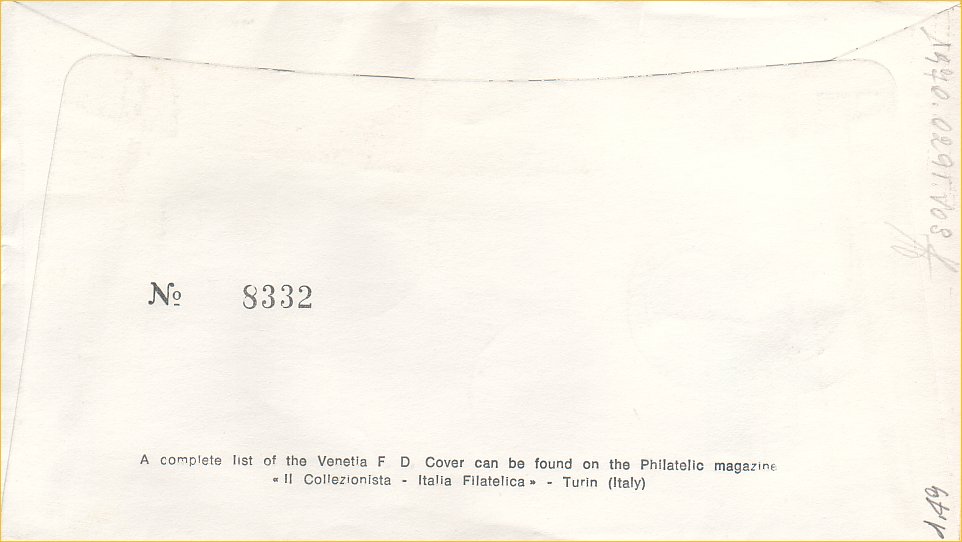 № 8332
A complete list of the Venetia F D Cover can be found on the Philatelic magazine
« Il Collezionista - Italia Filatelica » - Turin (Italy)